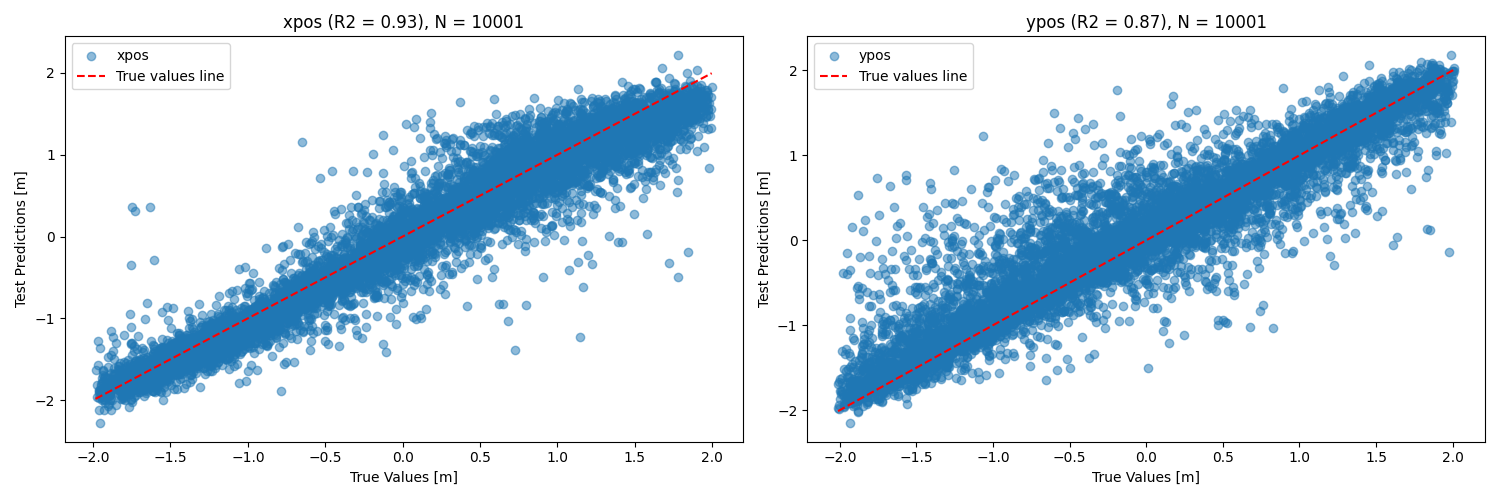 xpos (R2 = 0.93), N = 10001
xpos
True values line
2
1
0
−1
−2
Test Predictions [m]
−2.0 −1.5 −1.0 −0.5 0.0 0.5 1.0 1.5 2.0
True Values [m]
ypos (R2 = 0.87), N = 10001
ypos
True values line
2
1
0
−1
−2
Test Predictions [m]
−2.0 −1.5 −1.0 −0.5 0.0 0.5 1.0 1.5 2.0
True Values [m]